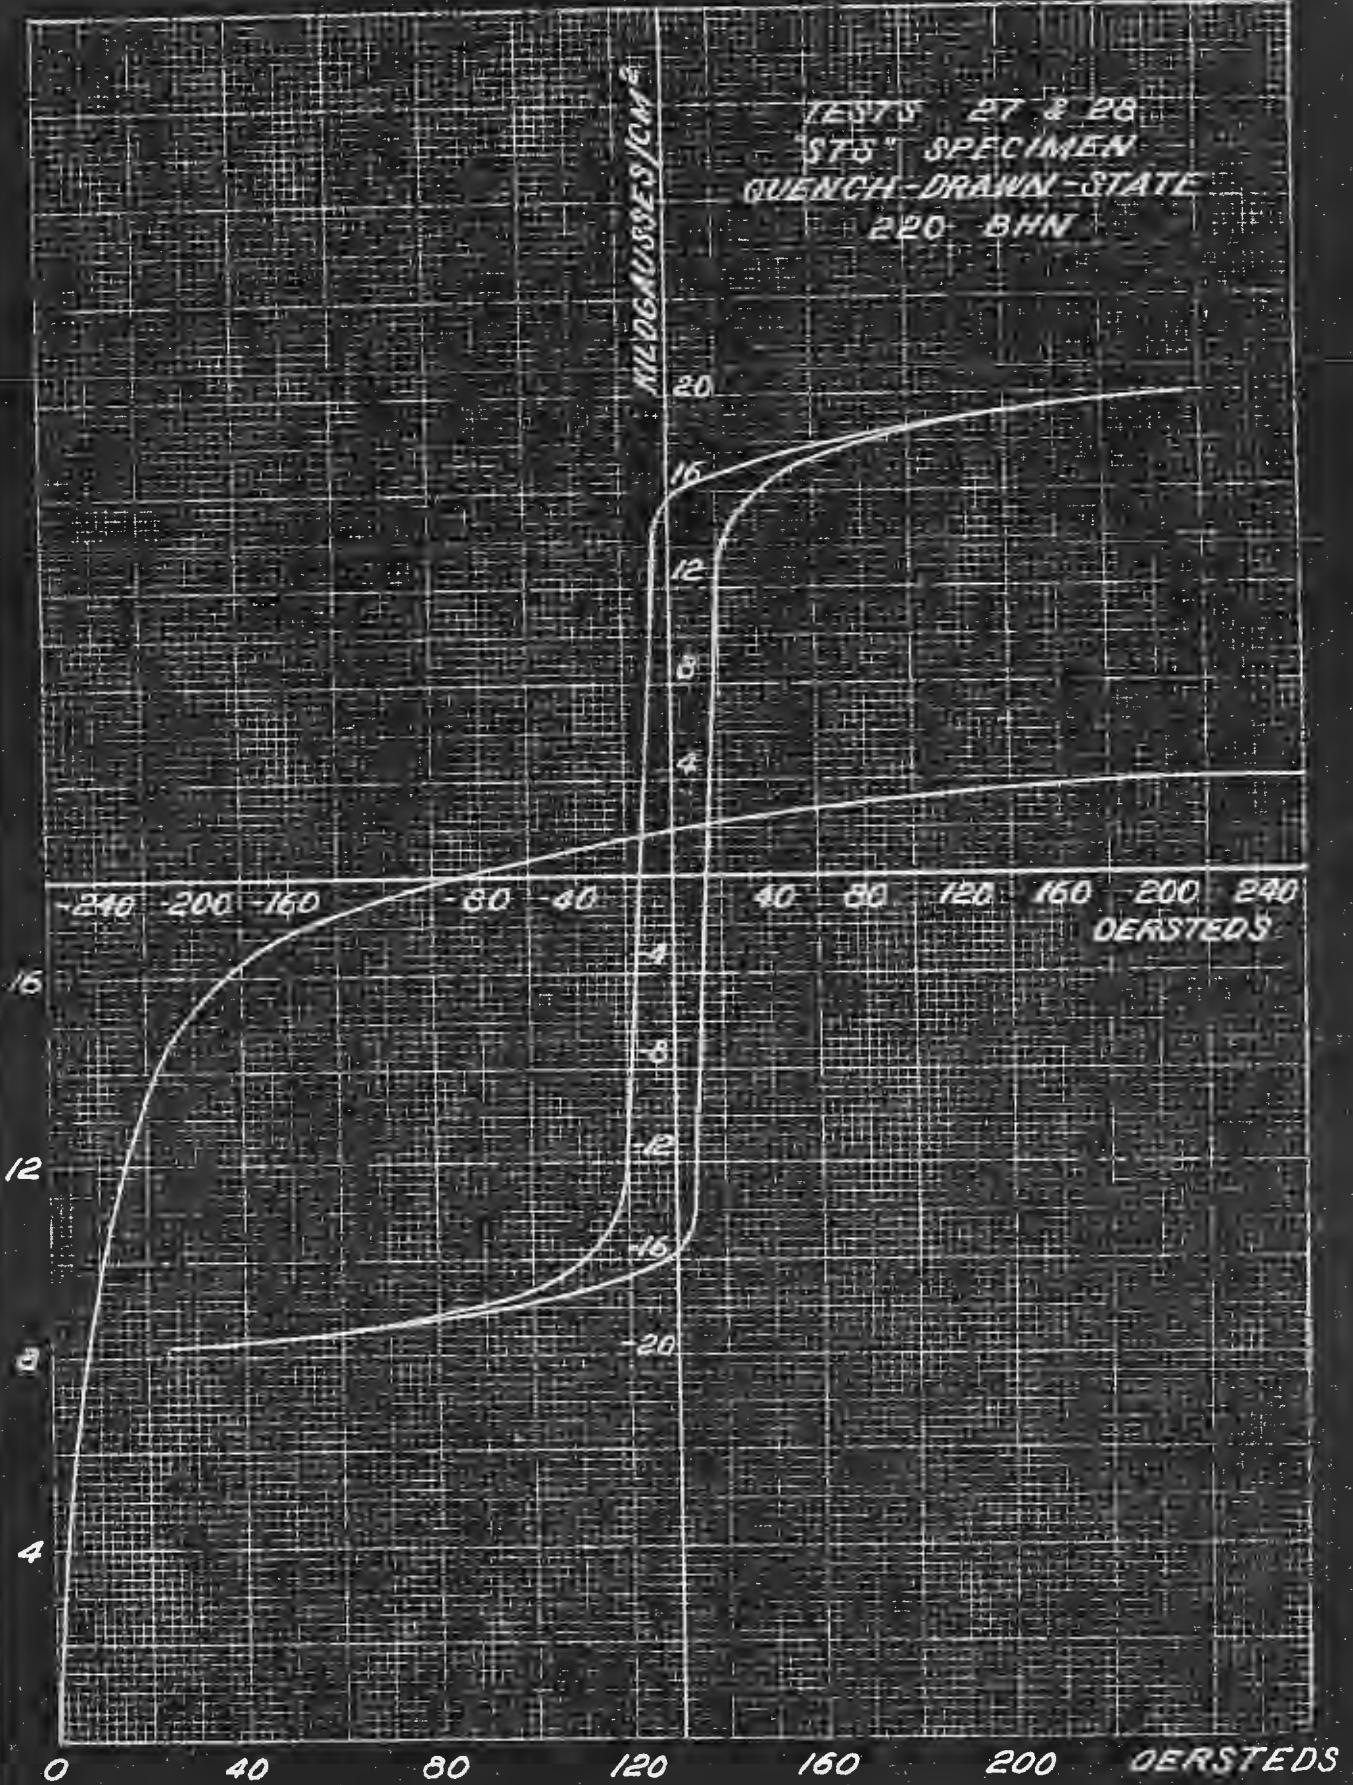 TESTS 27 & 28
"STS" SPECIMEN
QUENCH-DRAWN-STATE
220 BHN
KILOGAUSSES/CM²
20
16
12
8
4
-240 -200 -160 -80 -40 40 80 120 160 200 240
OERSTEDS
-4
-8
-12
-16
-20
16
12
8
4
0 40 80 120 160 200 OERSTEDS